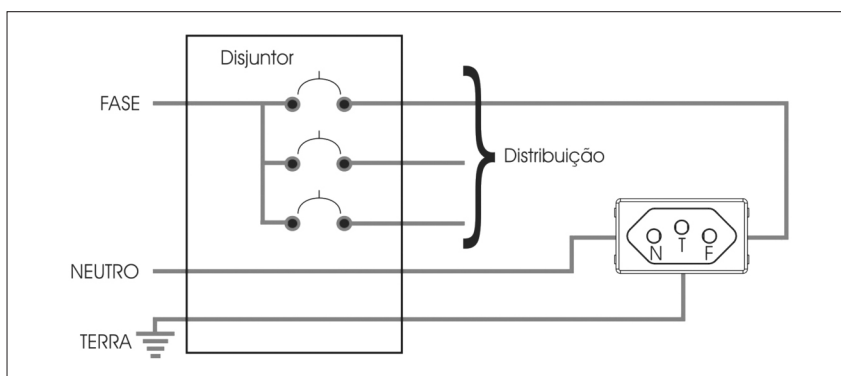 Disjuntor
FASE
Distribuição
N T F
NEUTRO
TERRA